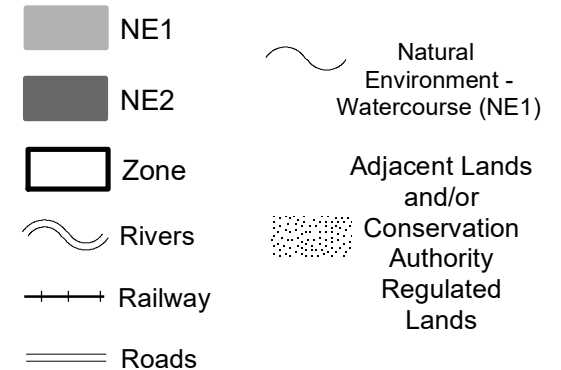 NE1
NE2
Zone
Rivers
Railway
Roads
Natural
Environment -
Watercourse (NE1)
Adjacent Lands
and/or
Conservation
Authority
Regulated
Lands